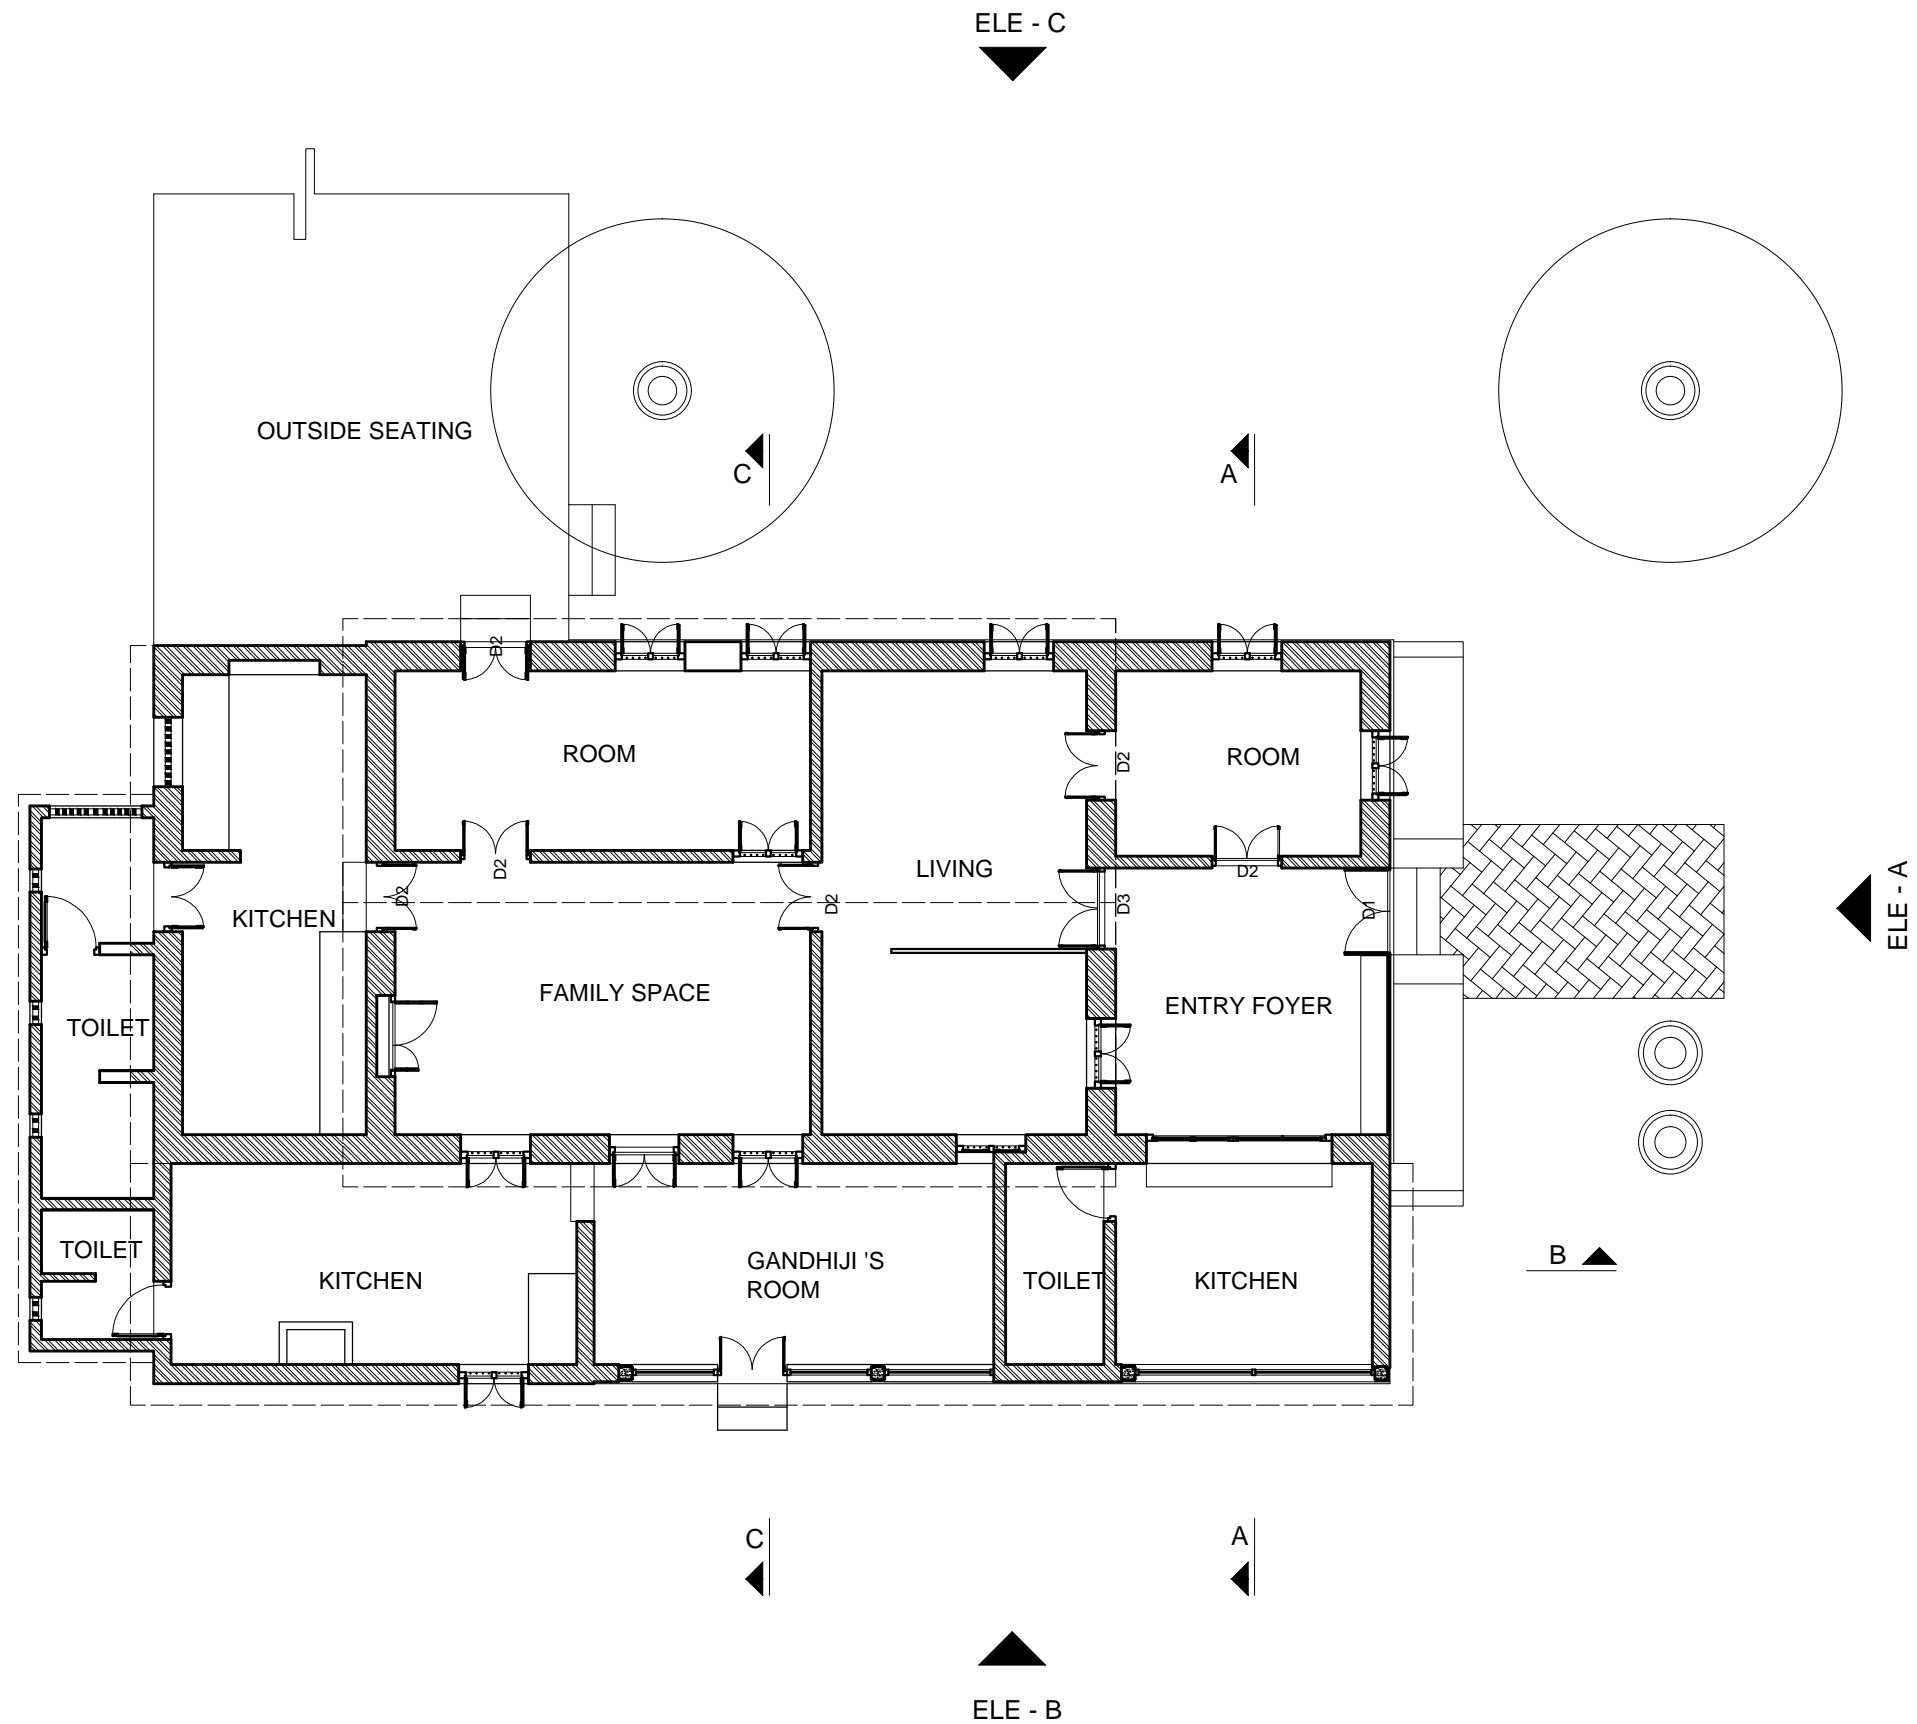 ELE - C
OUTSIDE SEATING
C
A
D2
ROOM
ROOM
D2
D2
LIVING
D2
D2
D2
D3
D1
KITCHEN
ELE - A
FAMILY SPACE
ENTRY FOYER
TOILET
TOILET
KITCHEN
GANDHIJI 'S
ROOM
TOILET
KITCHEN
B
C
A
ELE - B